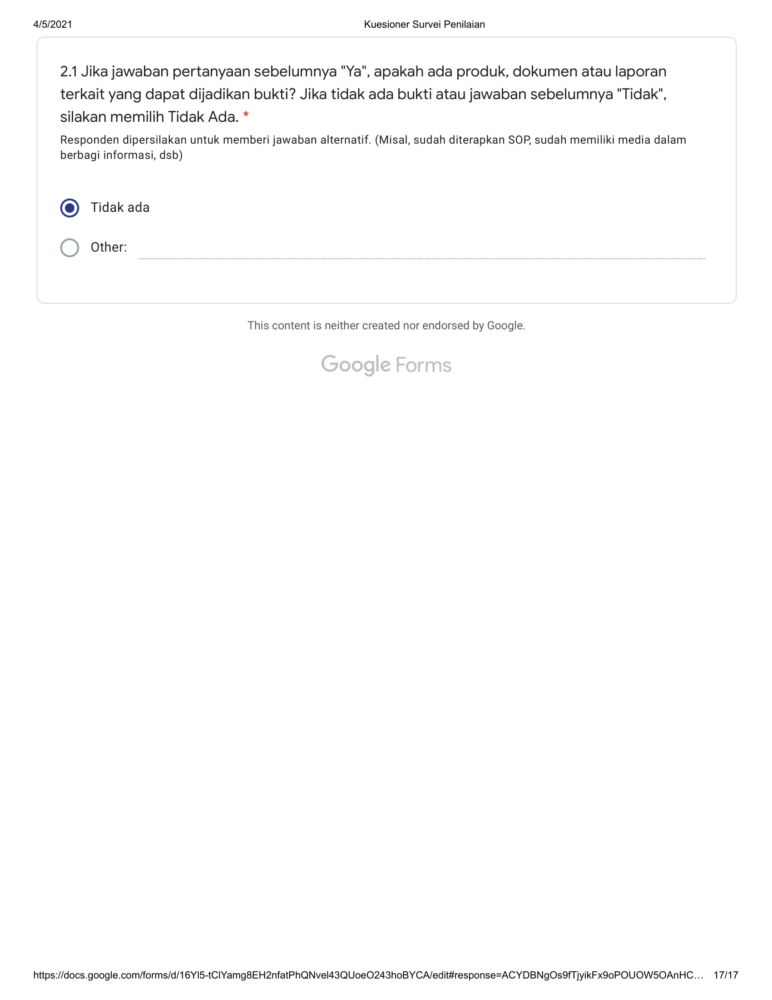 4/5/2021 Kuesioner Survei Penilaian
2.1 Jika jawaban pertanyaan sebelumnya "Ya", apakah ada produk, dokumen atau laporan
terkait yang dapat dijadikan bukti? Jika tidak ada bukti atau jawaban sebelumnya "Tidak",
silakan memilih Tidak Ada. *
Responden dipersilakan untuk memberi jawaban alternatif. (Misal, sudah diterapkan SOP, sudah memiliki media dalam
berbagi informasi, dsb)
Tidak ada
Other:
This content is neither created nor endorsed by Google.
Google Forms
https://docs.google.com/forms/d/16Yl5-tClYamg8EH2nfatPhQNvel43QUoeO243hoBYCA/edit#response=ACYDBNgOs9fTjyikFx9oPOUOW5OAnHC… 17/17